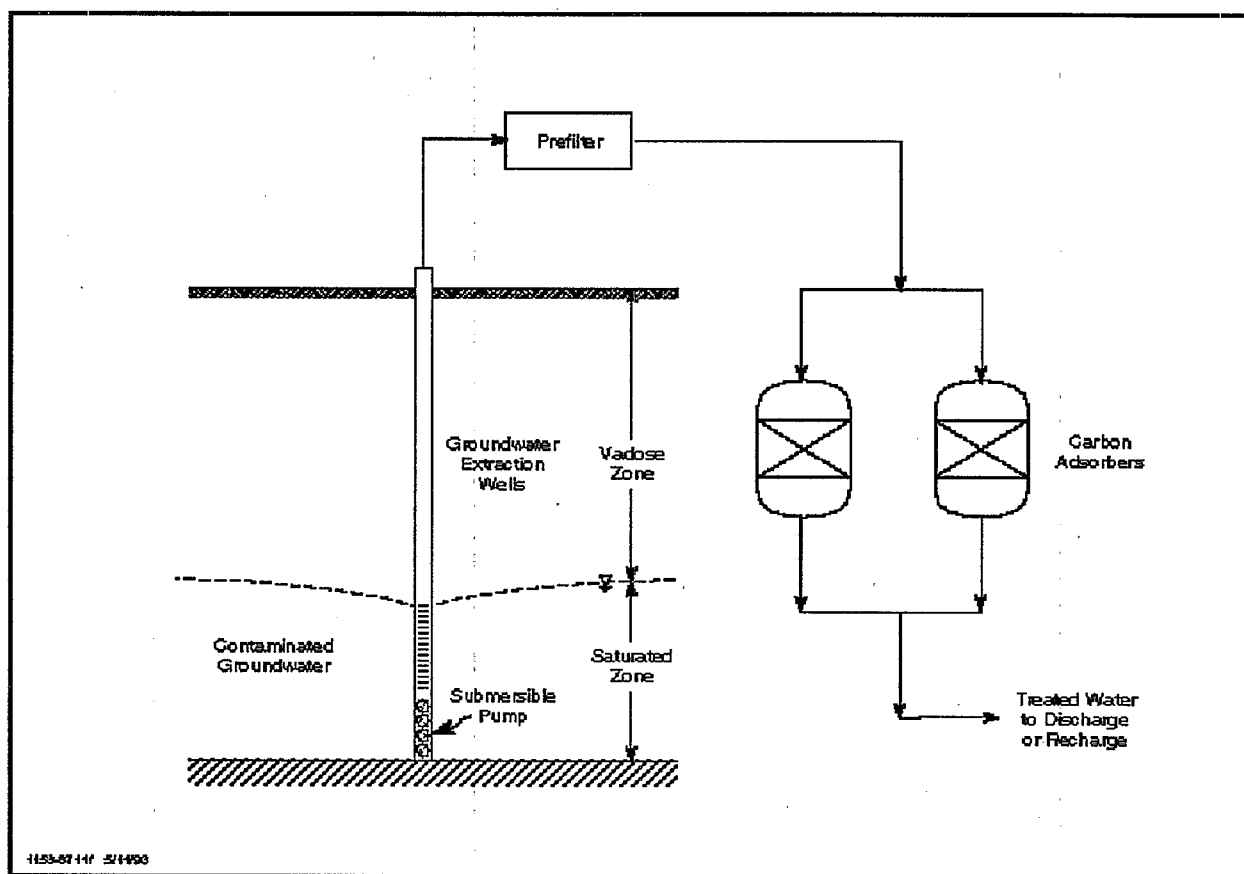 Prefilter
Groundwater
Extraction
Wells
Vadose
Zone
Carbon
Adsorbers
Contaminated
Groundwater
Saturated
Zone
Submersible
Pump
Treated Water
to Discharge
or Recharge